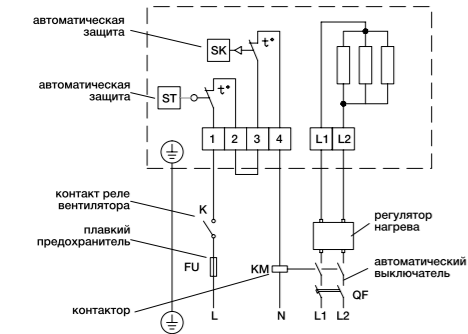 автоматическая
защита
SK
t°
автоматическая
защита
ST
t°
1 2 3 4 L1 L2
контакт реле
вентилятора
K
плавкий
предохранитель
FU
регулятор
нагрева
KM
автоматический
выключатель
QF
контактор
L N L1 L2